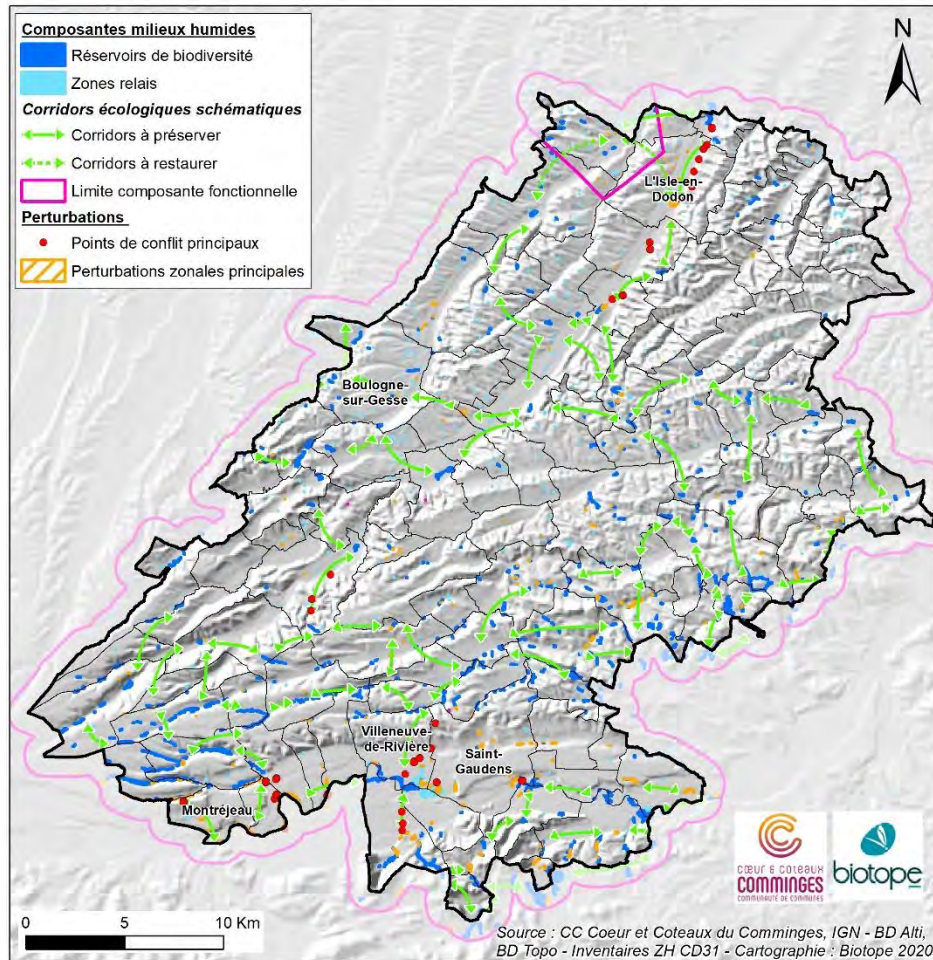 Composantes milieux humides
Réservoirs de biodiversité
Zones relais
Corridors écologiques schématiques
Corridors à préserver
Corridors à restaurer
Limite composante fonctionnelle
Perturbations
Points de conflit principaux
Perturbations zonales principales
N
L'Isle-en-
Dodon
Boulogne-
sur-Gesse
Villeneuve-
de-Rivière
Saint-
Gaudens
Montréjeau
0 5 10 Km
CŒUR & COTEAUX
COMMINGES
COMMUNAUTÉ DE COMMUNES
biotope
Source : CC Coeur et Coteaux du Comminges, IGN - BD Alti,
BD Topo - Inventaires ZH CD31 - Cartographie : Biotope 2020